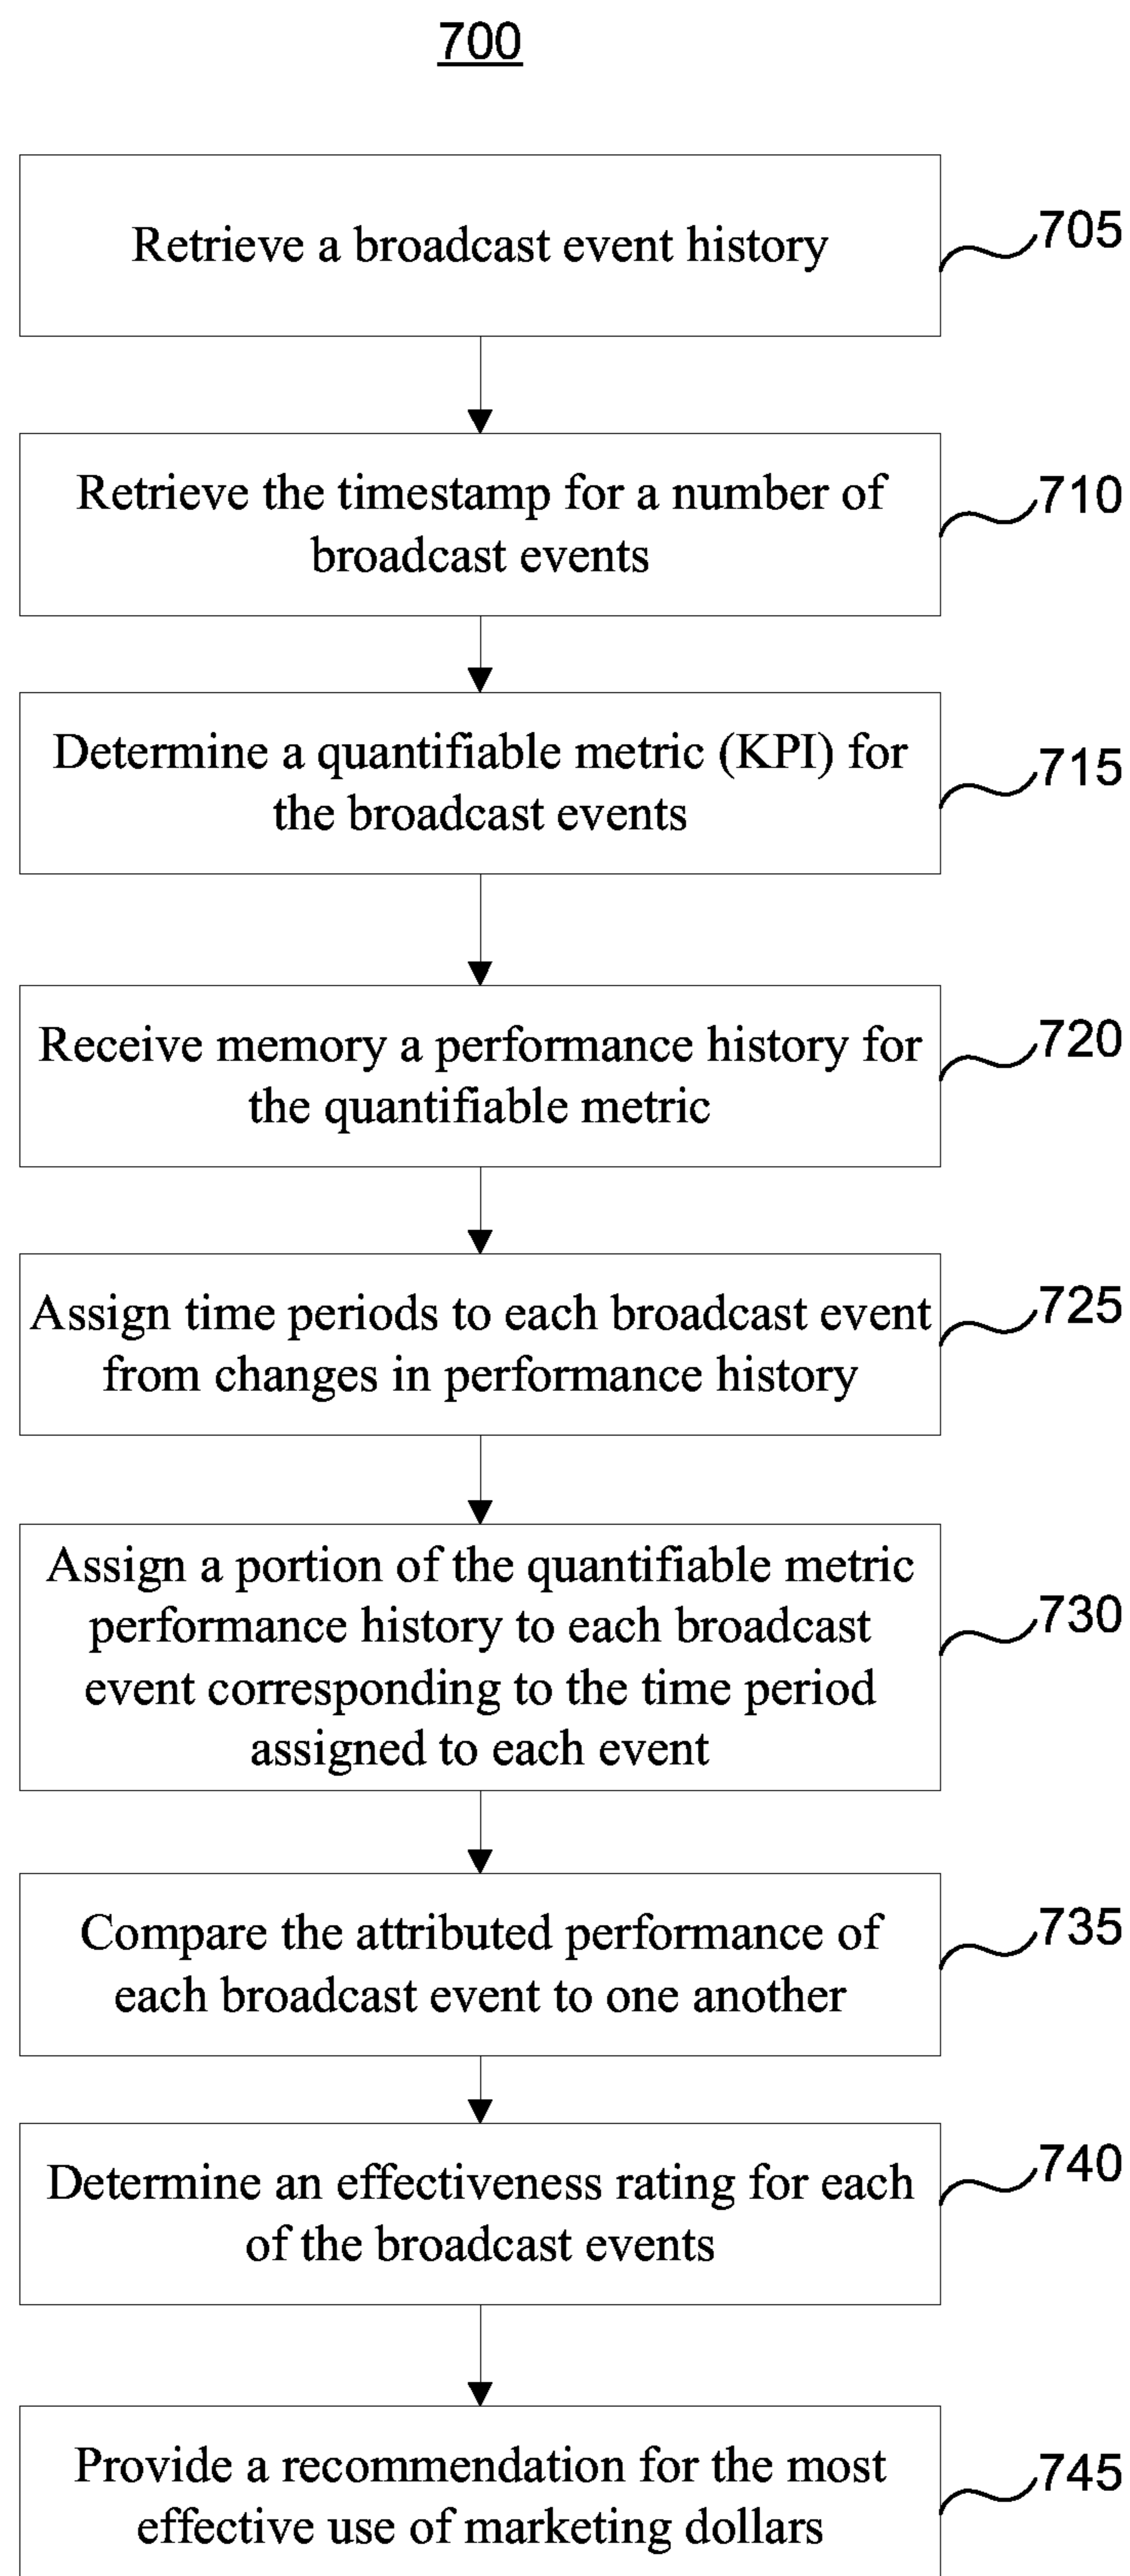 700
Retrieve a broadcast event history
705
Retrieve the timestamp for a number of
broadcast events
710
Determine a quantifiable metric (KPI) for
the broadcast events
715
Receive memory a performance history for
the quantifiable metric
720
Assign time periods to each broadcast event
from changes in performance history
725
Assign a portion of the quantifiable metric
performance history to each broadcast
event corresponding to the time period
assigned to each event
730
Compare the attributed performance of
each broadcast event to one another
735
Determine an effectiveness rating for each
of the broadcast events
740
Provide a recommendation for the most
effective use of marketing dollars
745